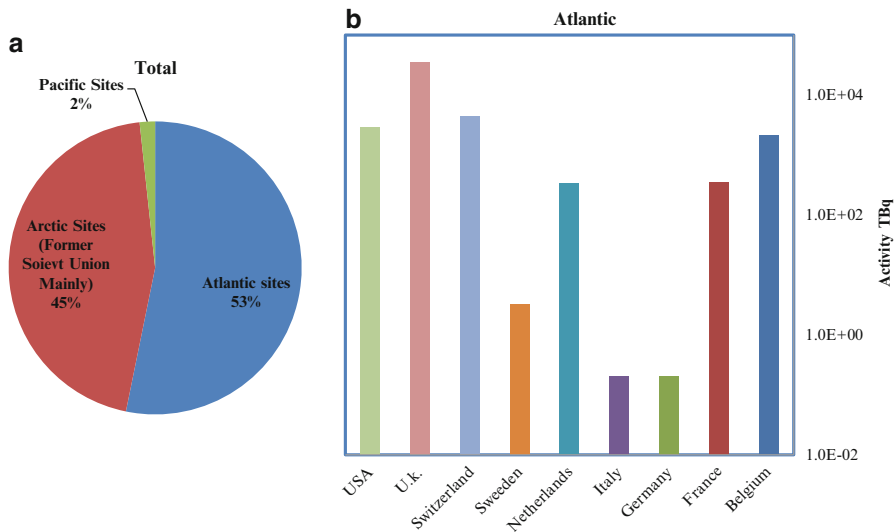 a
Total
Pacific Sites
2%
Arctic Sites
(Former
Soievt Union
Mainly)
45%
Atlantic sites
53%
b
Atlantic
1.0E+04
1.0E+02
1.0E+00
1.0E-02
Activity TBq
USA
U.k.
Switzerland
Sweeden
Netherlands
Italy
Germany
France
Belgium